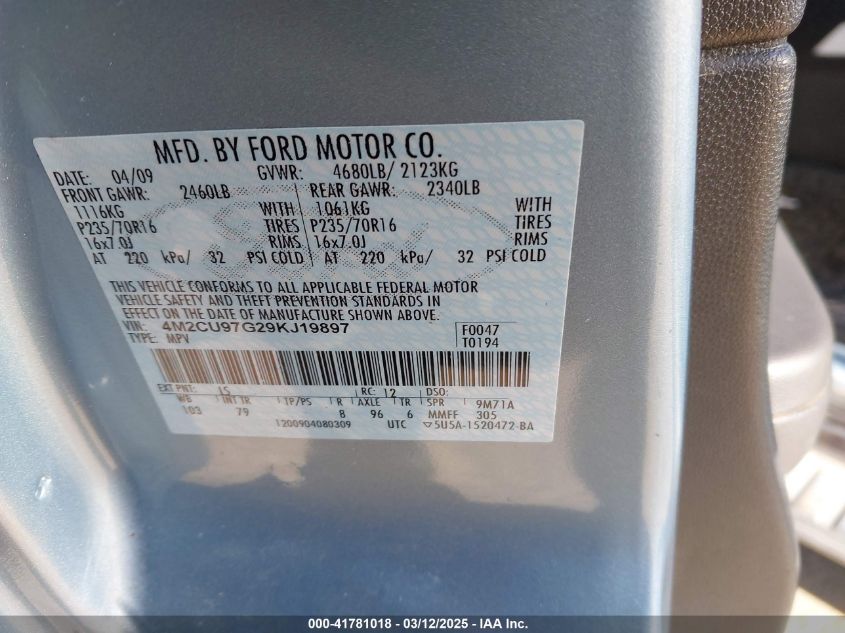 MFD. BY FORD MOTOR CO.
DATE: 04/09 GVWR: 4680LB/ 2123KG
FRONT GAWR: 2460LB REAR GAWR: 2340LB
1116KG WITH 1061KG WITH
P235/70R16 TIRES P235/70R16 TIRES
16x7.0J RIMS 16x7.0J RIMS
AT 220 kPa/ 32 PSI COLD AT 220 kPa/ 32 PSI COLD
THIS VEHICLE CONFORMS TO ALL APPLICABLE FEDERAL MOTOR
VEHICLE SAFETY AND THEFT PREVENTION STANDARDS IN
EFFECT ON THE DATE OF MANUFACTURE SHOWN ABOVE.
VIN: 4M2CU97G29KJ19897 F0047
TYPE: MPV T0194
EXT PNT: IS RC: 12 DSO:
WB INT TR TP/PS R AXLE TR SPR 9M71A
103 79 8 96 6 MMFF 305
1200904080309 UTC ▽5U5A-1520472-BA
000-41781018 - 03/12/2025 - IAA Inc.